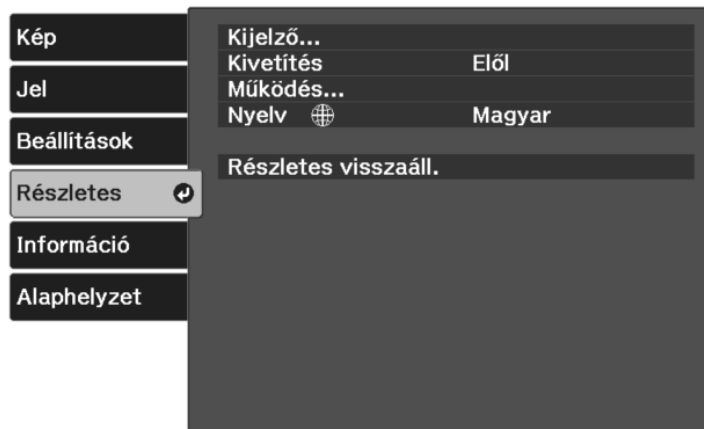 Kép
Jel
Beállítások
Részletes
Információ
Alaphelyzet
Kijelző...
Kivetítés Elől
Működés...
Nyelv Magyar
Részletes visszaáll.